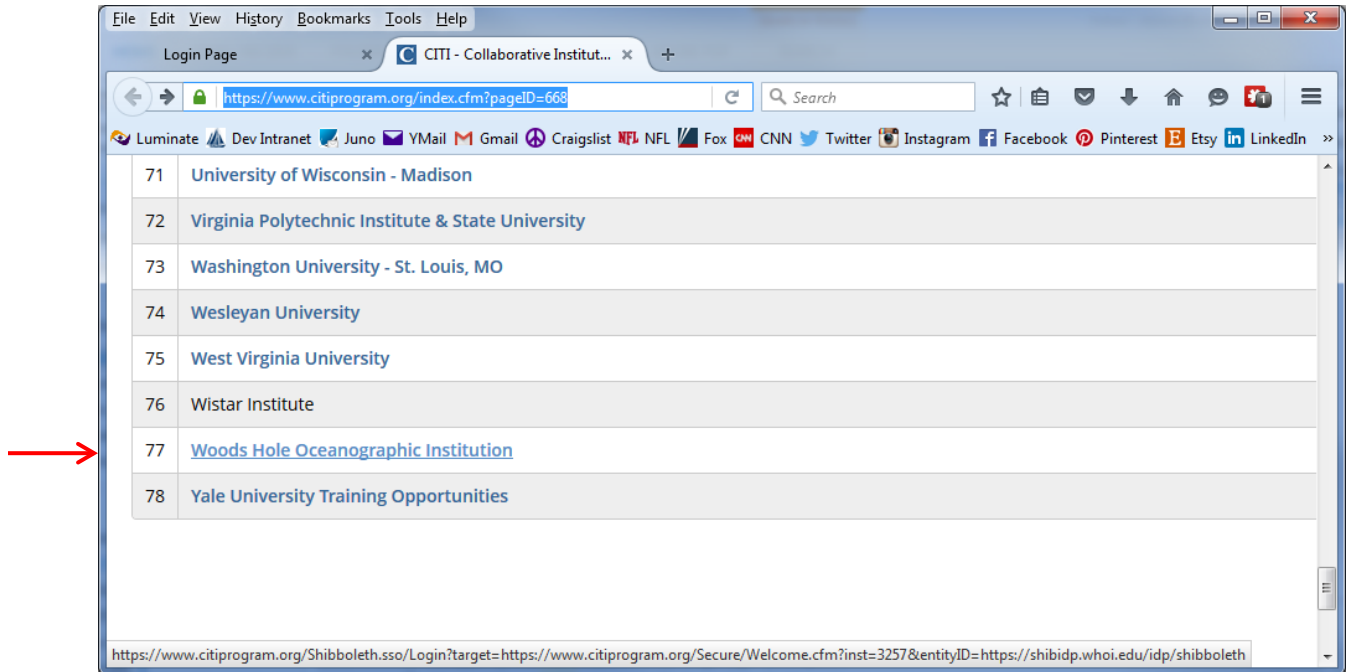 File Edit View History Bookmarks Tools Help
Login Page × CITI - Collaborative Institut... × +
https://www.citiprogram.org/index.cfm?pageID=668 Search 1
Luminate Dev Intranet Juno YMail Gmail Craigslist NFL NFL Fox CNN CNN Twitter Instagram Facebook Pinterest Etsy LinkedIn »
71 University of Wisconsin - Madison
72 Virginia Polytechnic Institute & State University
73 Washington University - St. Louis, MO
74 Wesleyan University
75 West Virginia University
76 Wistar Institute
77 Woods Hole Oceanographic Institution
78 Yale University Training Opportunities
https://www.citiprogram.org/Shibboleth.sso/Login?target=https://www.citiprogram.org/Secure/Welcome.cfm?inst=3257&entityID=https://shibidp.whoi.edu/idp/shibboleth